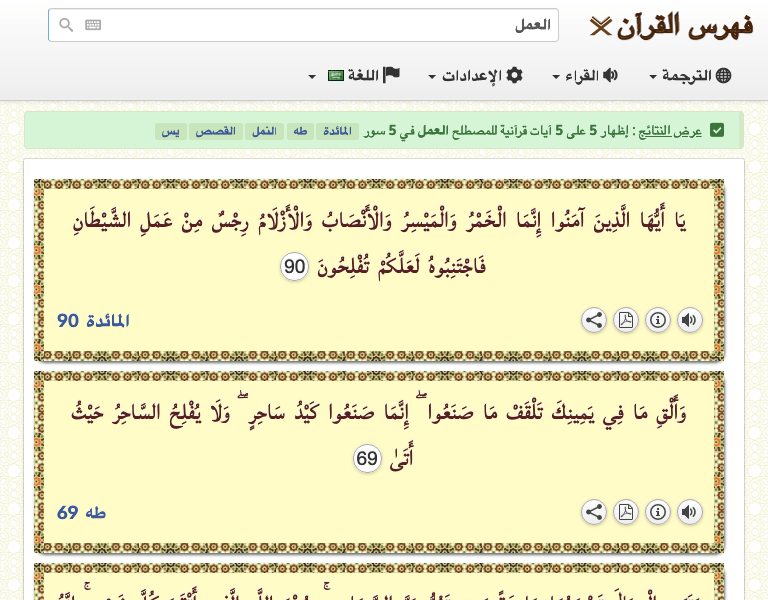 فهرس القرآن
العمل
الترجمة
القراء
الإعدادات
اللغة
عرض النتائج : إظهار 5 على 5 آيات قرآنية للمصطلح العمل في 5 سور المائدة طه النمل القصص يس
يَا أَيُّهَا الَّذِينَ آمَنُوا إِنَّمَا الْخَمْرُ وَالْمَيْسِرُ وَالْأَنْصَابُ وَالْأَزْلَامُ رِجْسٌ مِنْ عَمَلِ الشَّيْطَانِ
فَاجْتَنِبُوهُ لَعَلَّكُمْ تُفْلِحُونَ 90
المائدة 90
وَأَلْقِ مَا فِي يَمِينِكَ تَلْقَفْ مَا صَنَعُوا ۖ إِنَّمَا صَنَعُوا كَيْدُ سَاحِرٍ ۖ وَلَا يُفْلِحُ السَّاحِرُ حَيْثُ
أَتَىٰ 69
طه 69